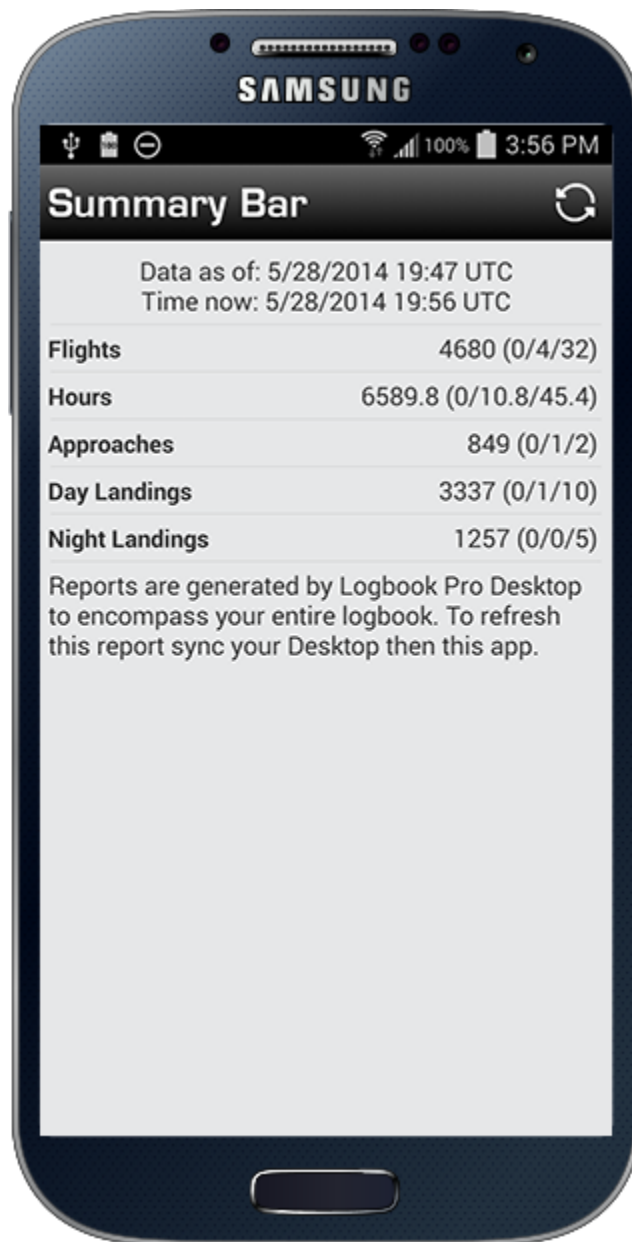 SAMSUNG
100
100% 3:56 PM
Summary Bar
Data as of: 5/28/2014 19:47 UTC
Time now: 5/28/2014 19:56 UTC
Flights 4680 (0/4/32)
Hours 6589.8 (0/10.8/45.4)
Approaches 849 (0/1/2)
Day Landings 3337 (0/1/10)
Night Landings 1257 (0/0/5)
Reports are generated by Logbook Pro Desktop
to encompass your entire logbook. To refresh
this report sync your Desktop then this app.